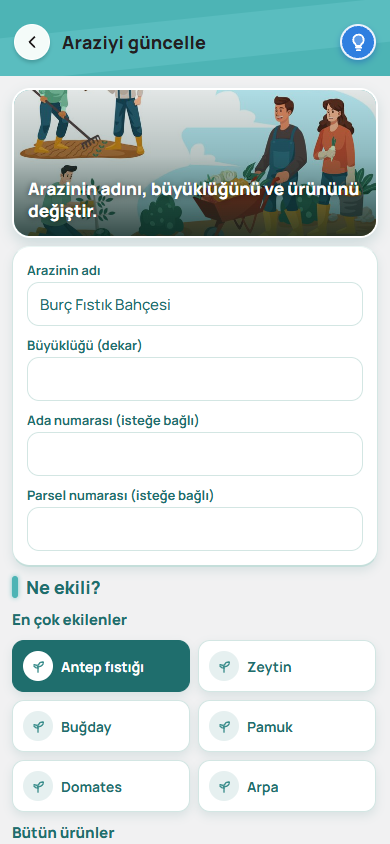 Araziyi güncelle
Arazinin adını, büyüklüğünü ve ürününü
değiştir.
Arazinin adı
Burç Fıstık Bahçesi
Büyüklüğü (dekar)
Ada numarası (isteğe bağlı)
Parsel numarası (isteğe bağlı)
Ne ekili?
En çok ekilenler
Antep fıstığı
Zeytin
Buğday
Pamuk
Domates
Arpa
Bütün ürünler